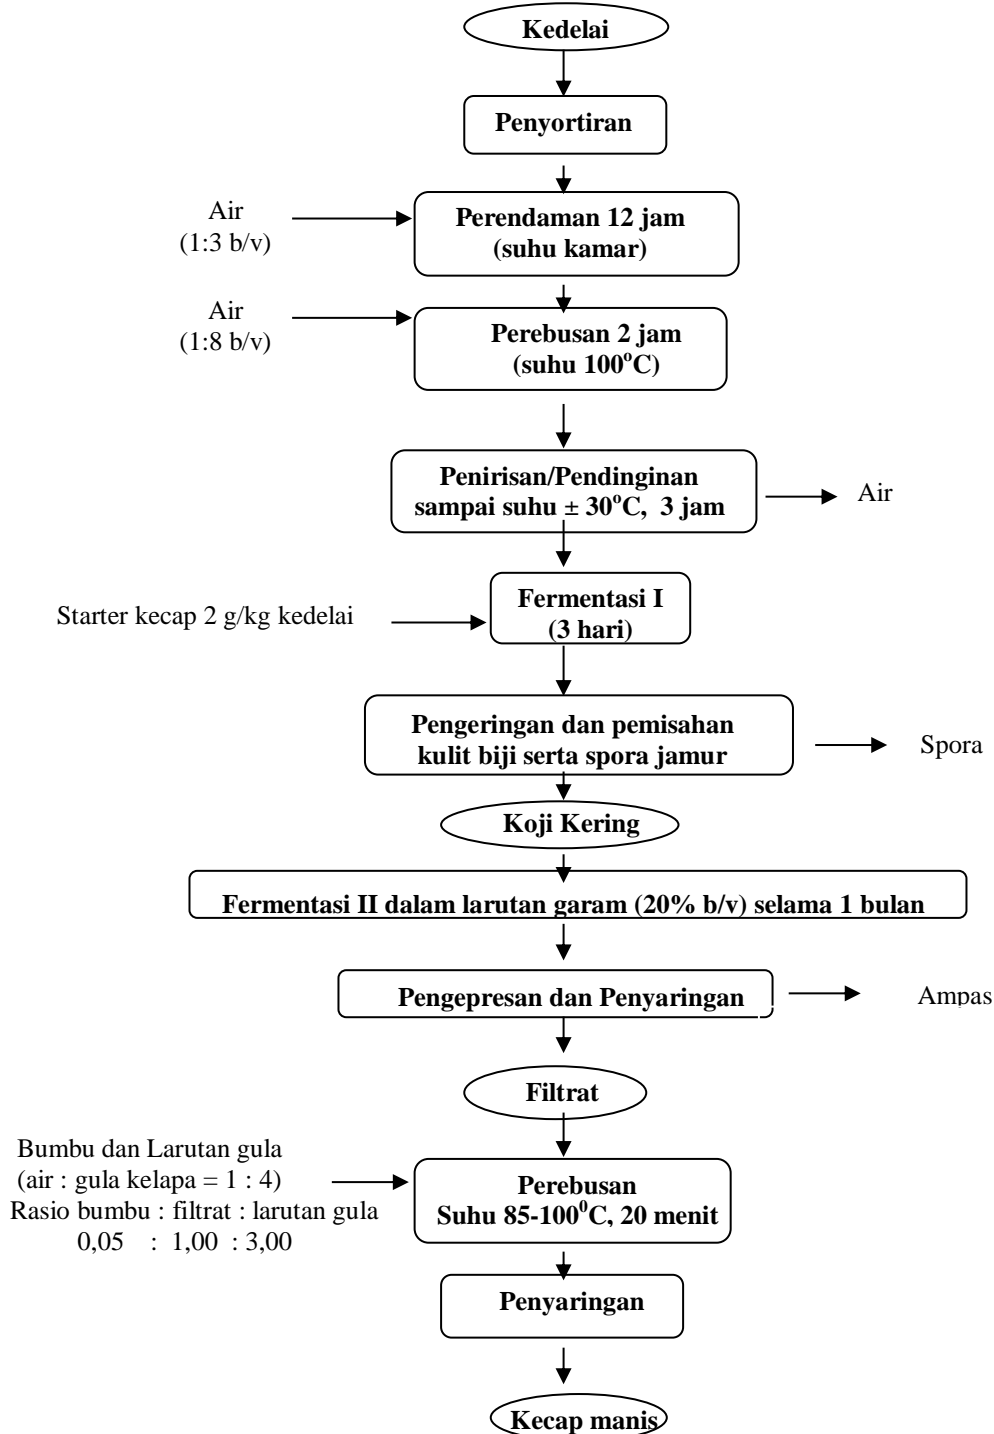 Kedelai
Penyortiran
Air
(1:3 b/v)
Perendaman 12 jam
(suhu kamar)
Air
(1:8 b/v)
Perebusan 2 jam
(suhu 100°C)
Penirisan/Pendinginan
sampai suhu ± 30°C, 3 jam
Air
Starter kecap 2 g/kg kedelai
Fermentasi I
(3 hari)
Pengeringan dan pemisahan
kulit biji serta spora jamur
Spora
Koji Kering
Fermentasi II dalam larutan garam (20% b/v) selama 1 bulan
Pengepresan dan Penyaringan
Ampas
Filtrat
Bumbu dan Larutan gula
(air : gula kelapa = 1 : 4)
Rasio bumbu : filtrat : larutan gula
0,05 : 1,00 : 3,00
Perebusan
Suhu 85-100⁰C, 20 menit
Penyaringan
Kecap manis